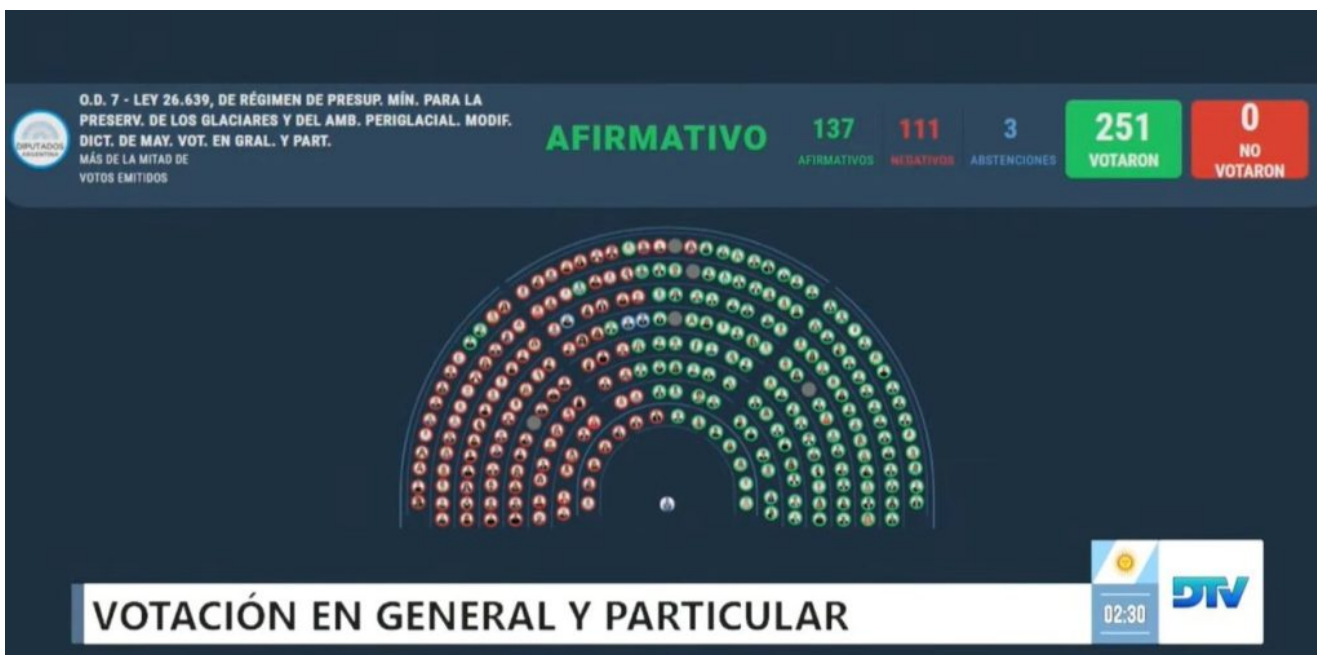 O.D. 7 - LEY 26.639, DE RÉGIMEN DE PRESUP. MÍN. PARA LA
PRESERV. DE LOS GLACIARES Y DEL AMB. PERIGLACIAL. MODIF.
DICT. DE MAY. VOT. EN GRAL. Y PART.
MÁS DE LA MITAD DE
VOTOS EMITIDOS
DIPUTADOS
ARGENTINA
AFIRMATIVO
137
AFIRMATIVOS
111
NEGATIVOS
3
ABSTENCIONES
251
VOTARON
0
NO
VOTARON
VOTACIÓN EN GENERAL Y PARTICULAR
02:30
DTV